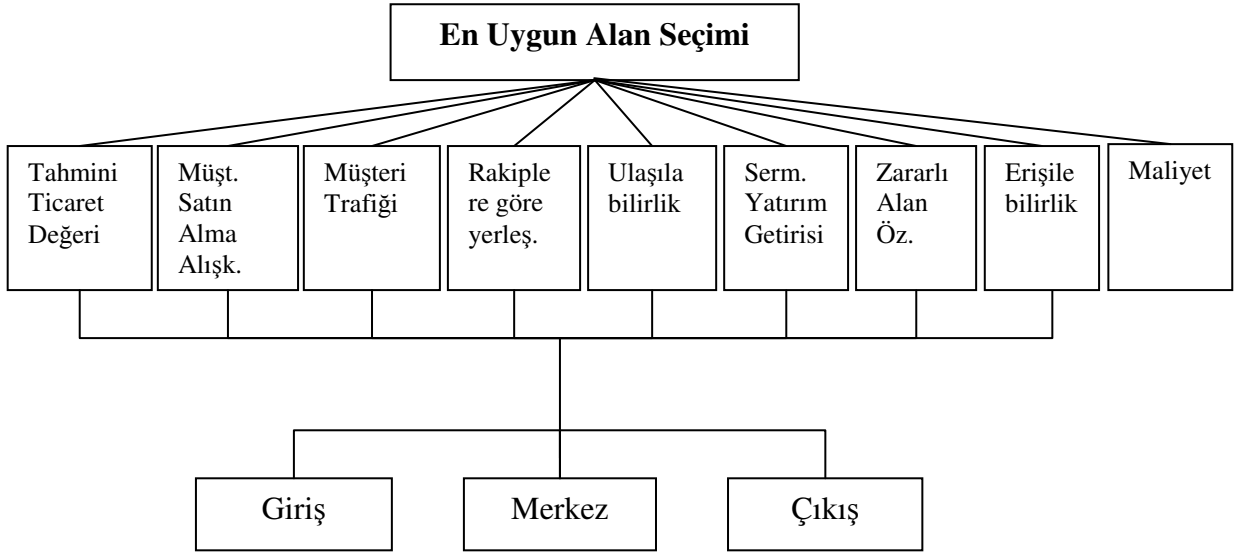 En Uygun Alan Seçimi
Tahmini
Ticaret
Değeri
Müşt.
Satın
Alma
Alışk.
Müşteri
Trafiği
Rakiple
re göre
yerleş.
Ulaşıla
bilirlik
Serm.
Yatırım
Getirisi
Zararlı
Alan
Öz.
Erişile
bilirlik
Maliyet
Giriş
Merkez
Çıkış